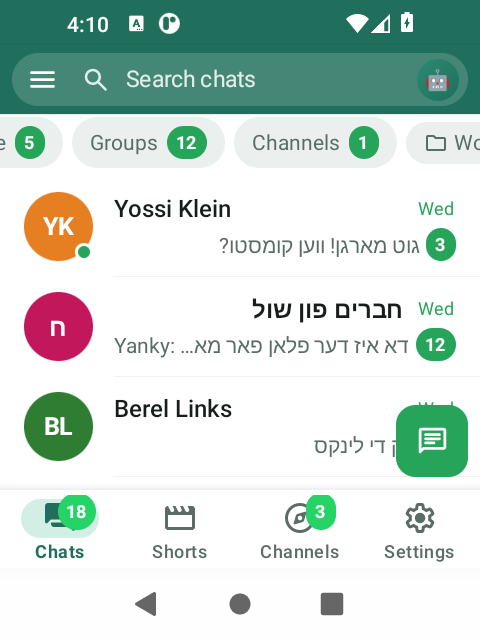 4:10
Search chats
e 5
Groups 12
Channels 1
Wo
YK
Yossi Klein
Wed
גוט מארגן! ווען קומסטו?
3
ח
חברים פון שול
Wed
Yanky: דא איז דער פלאן פאר מא...
12
BL
Berel Links
ק די לינקס
18
3
Chats
Shorts
Channels
Settings